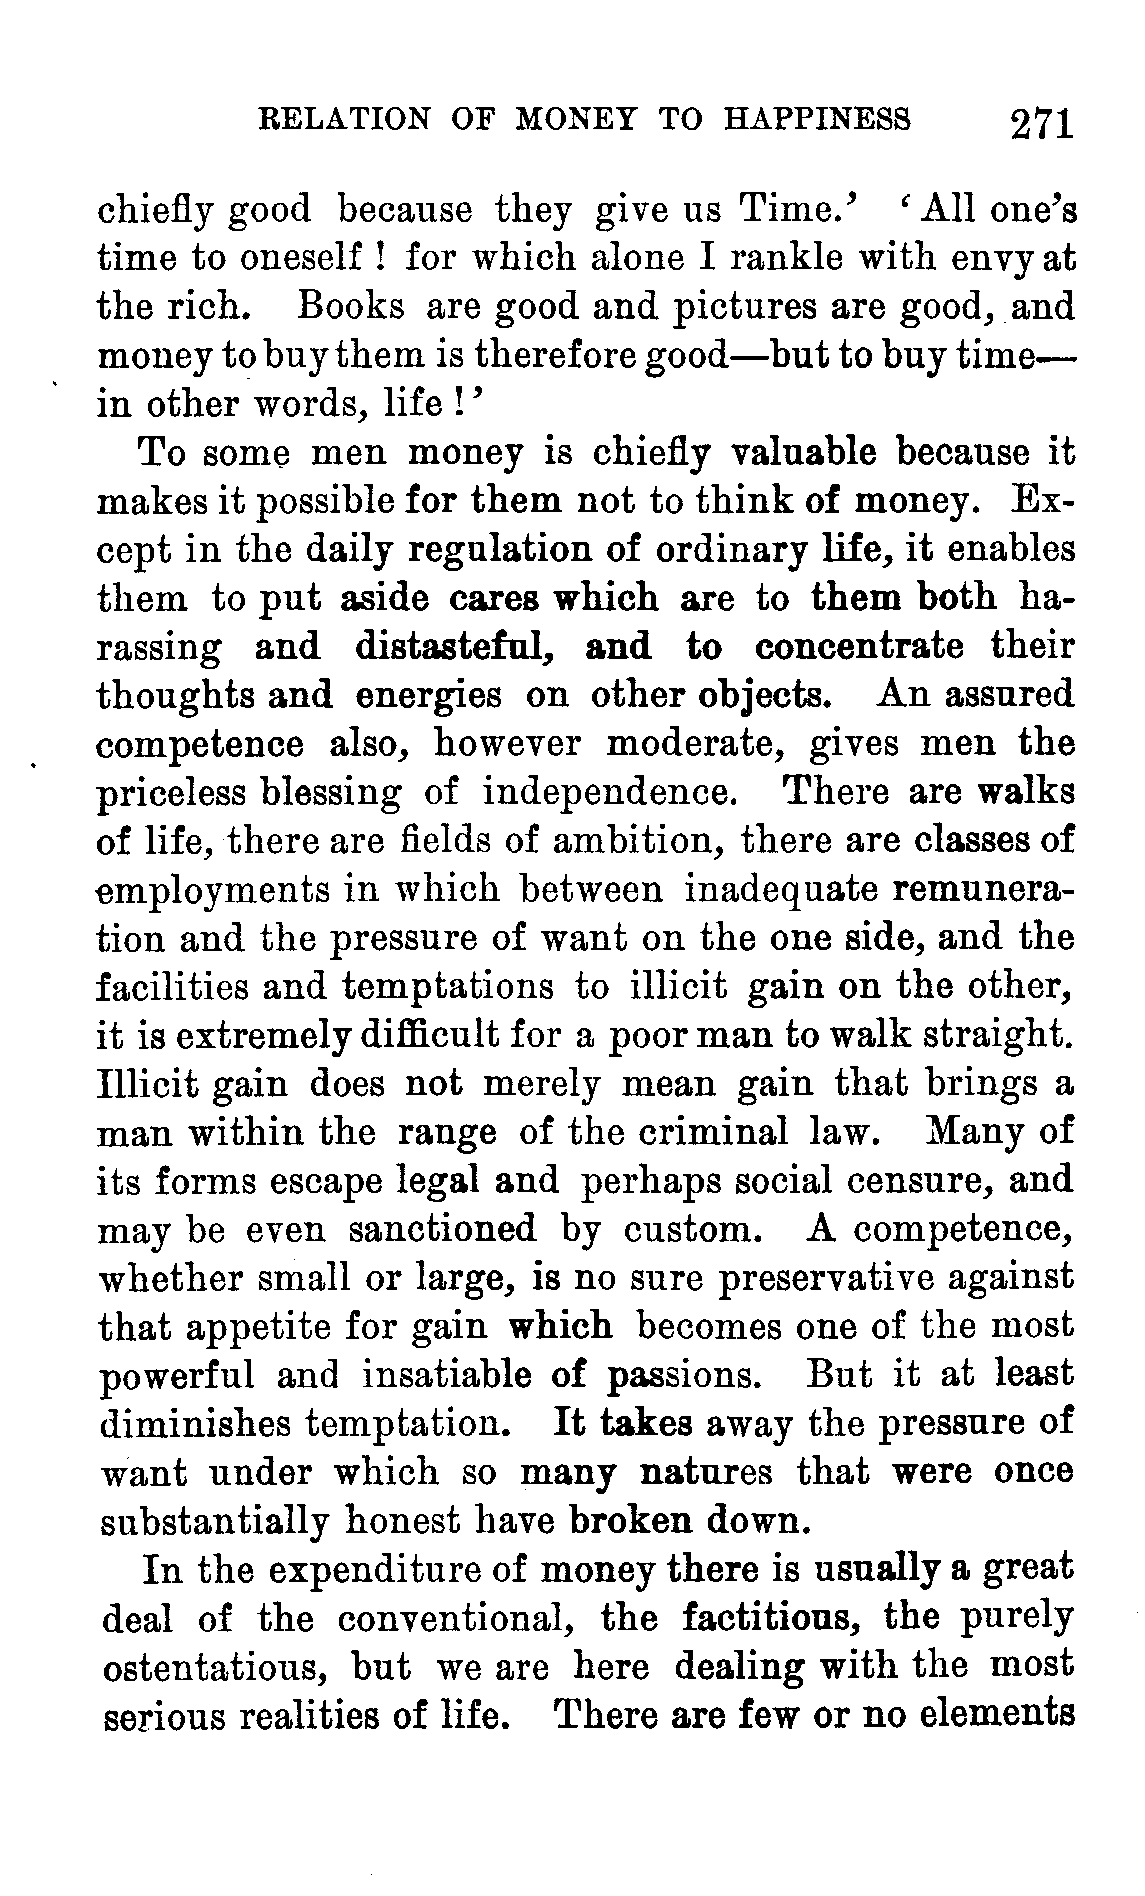 RELATION OF MONEY TO HAPPINESS 271
chiefly good because they give us Time.’ ‘All one’s
time to oneself! for which alone I rankle with envy at
the rich. Books are good and pictures are good, and
money to buy them is therefore good—but to buy time—
in other words, life!’
To some men money is chiefly valuable because it
makes it possible for them not to think of money. Ex-
cept in the daily regulation of ordinary life, it enables
them to put aside cares which are to them both ha-
rassing and distasteful, and to concentrate their
thoughts and energies on other objects. An assured
competence also, however moderate, gives men the
priceless blessing of independence. There are walks
of life, there are fields of ambition, there are classes of
employments in which between inadequate remunera-
tion and the pressure of want on the one side, and the
facilities and temptations to illicit gain on the other,
it is extremely difficult for a poor man to walk straight.
Illicit gain does not merely mean gain that brings a
man within the range of the criminal law. Many of
its forms escape legal and perhaps social censure, and
may be even sanctioned by custom. A competence,
whether small or large, is no sure preservative against
that appetite for gain which becomes one of the most
powerful and insatiable of passions. But it at least
diminishes temptation. It takes away the pressure of
want under which so many natures that were once
substantially honest have broken down.
In the expenditure of money there is usually a great
deal of the conventional, the factitious, the purely
ostentatious, but we are here dealing with the most
serious realities of life. There are few or no elements